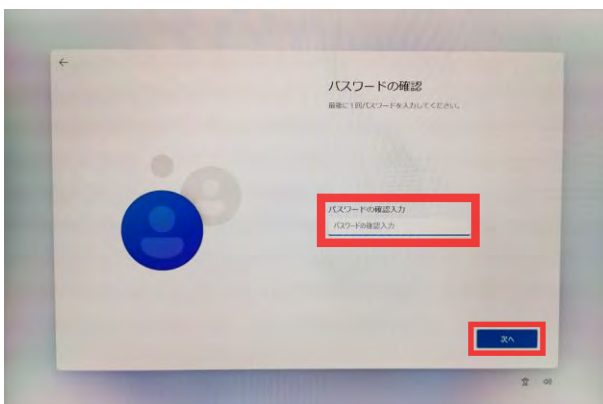 パスワードの確認
最後に1回パスワードを入力してください。
パスワードの確認入力
パスワードの確認入力
次へ